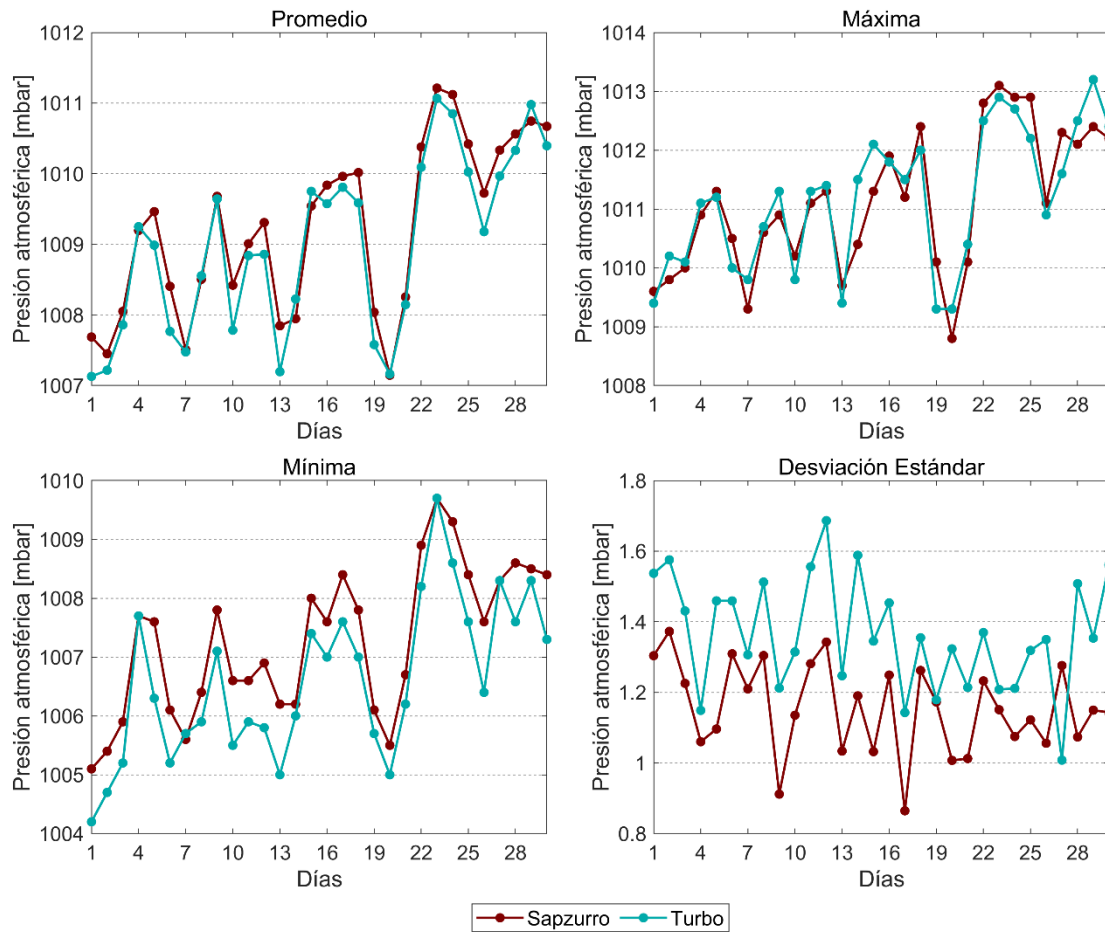 Promedio
Presión atmosférica [mbar]
1012
1011
1010
1009
1008
1007
1 4 7 10 13 16 19 22 25 28
Días
Máxima
Presión atmosférica [mbar]
1014
1013
1012
1011
1010
1009
1008
1 4 7 10 13 16 19 22 25 28
Días
Mínima
Presión atmosférica [mbar]
1010
1009
1008
1007
1006
1005
1004
1 4 7 10 13 16 19 22 25 28
Días
Desviación Estándar
Presión atmosférica [mbar]
1.8
1.6
1.4
1.2
1
0.8
1 4 7 10 13 16 19 22 25 28
Días
Sapzurro Turbo